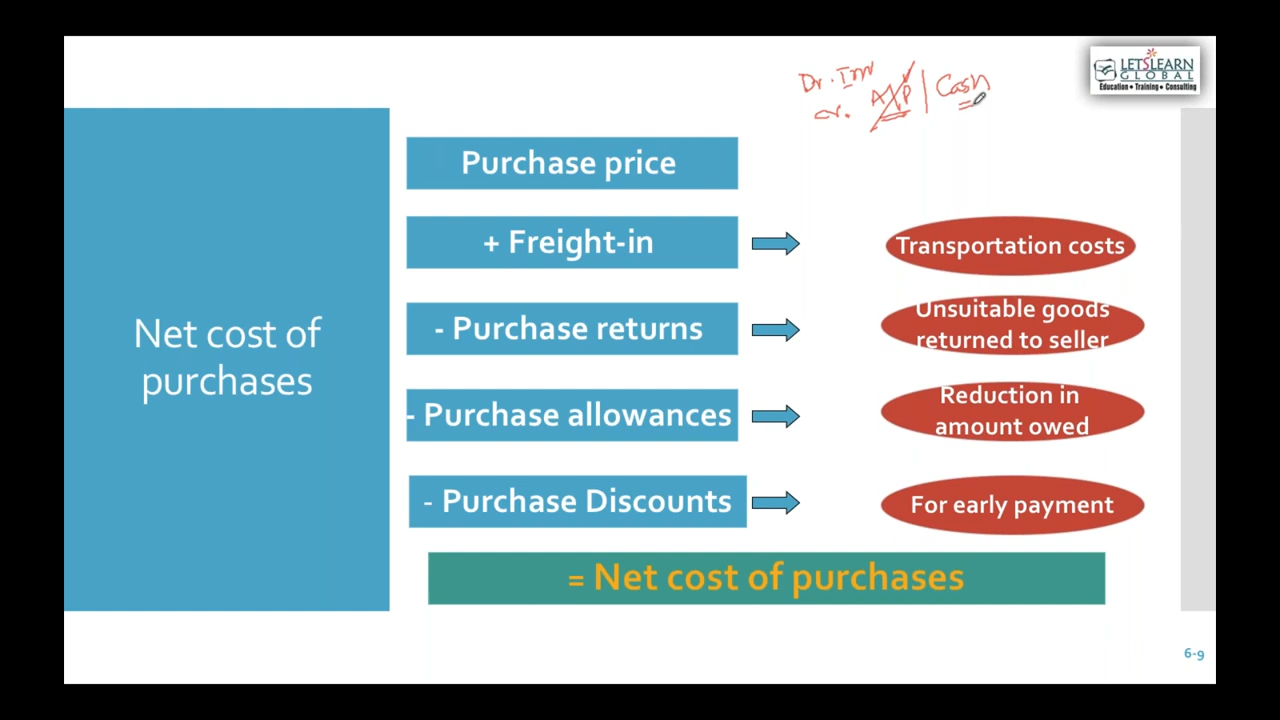 Dr. Inv
cr. A/P | Cash
LETSLEARN
GLOBAL
Education • Training • Consulting
Net cost of
purchases
Purchase price
+ Freight-in
Transportation costs
- Purchase returns
Unsuitable goods
returned to seller
- Purchase allowances
Reduction in
amount owed
- Purchase Discounts
For early payment
= Net cost of purchases
6-9